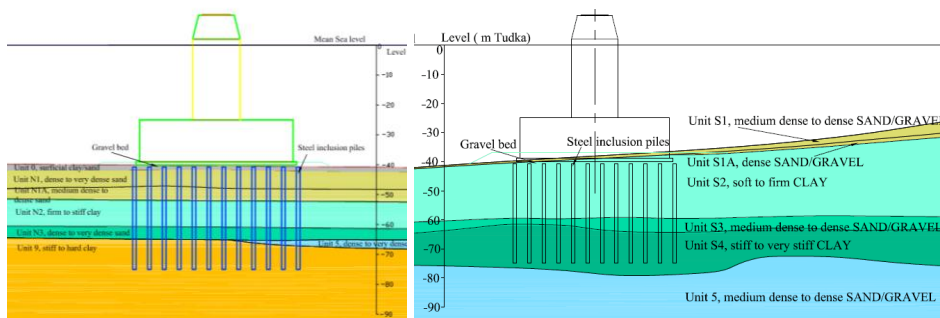 Mean Sea level
Level
0
-10
-20
-30
Gravel bed
Steel inclusion piles
-40
Unit 0, surficial clay/sand
Unit N1, dense to very dense sand
Unit N1A, medium dense to
dense sand
-50
Unit N2, firm to stiff clay
-60
Unit N3, dense to very dense sand
Unit 9, stiff to hard clay
Unit 5, dense to very dense
-70
-80
-90
Level ( m Tudka)
0
-10
-20
-30
-40
-50
-60
-70
-80
-90
Gravel bed
Steel inclusion piles
Unit S1, medium dense to dense SAND/GRAVEL
Unit S1A, dense SAND/GRAVEL
Unit S2, soft to firm CLAY
Unit S3, medium dense to dense SAND/GRAVEL
Unit S4, stiff to very stiff CLAY
Unit 5, medium dense to dense SAND/GRAVEL